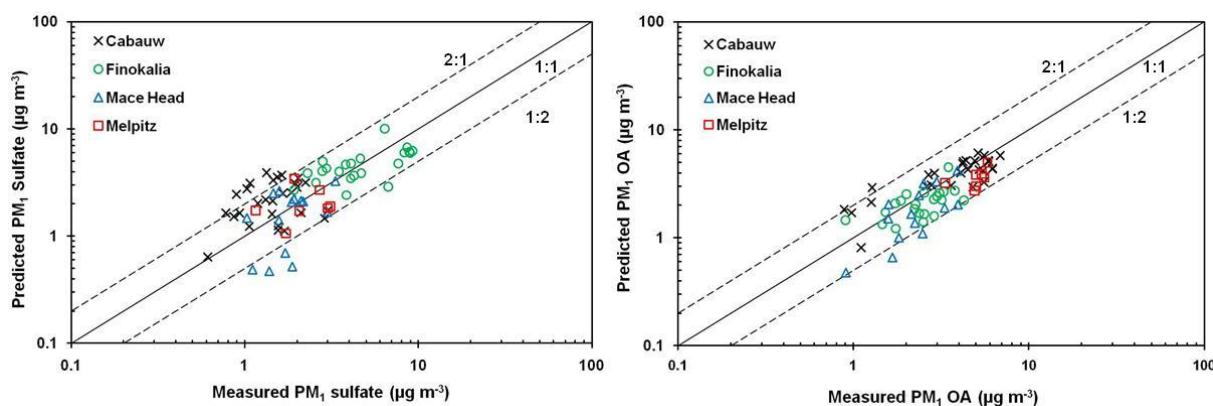 100
Cabauw
Finokalia
Mace Head
Melpitz
2:1
1:1
1:2
10
1
0.1
Predicted PM₁ Sulfate (µg m⁻³)
0.1
1
10
100
Measured PM₁ sulfate (µg m⁻³)
100
Cabauw
Finokalia
Mace Head
Melpitz
2:1
1:1
1:2
10
1
0.1
Predicted PM₁ OA (µg m⁻³)
0.1
1
10
100
Measured PM₁ OA (µg m⁻³)